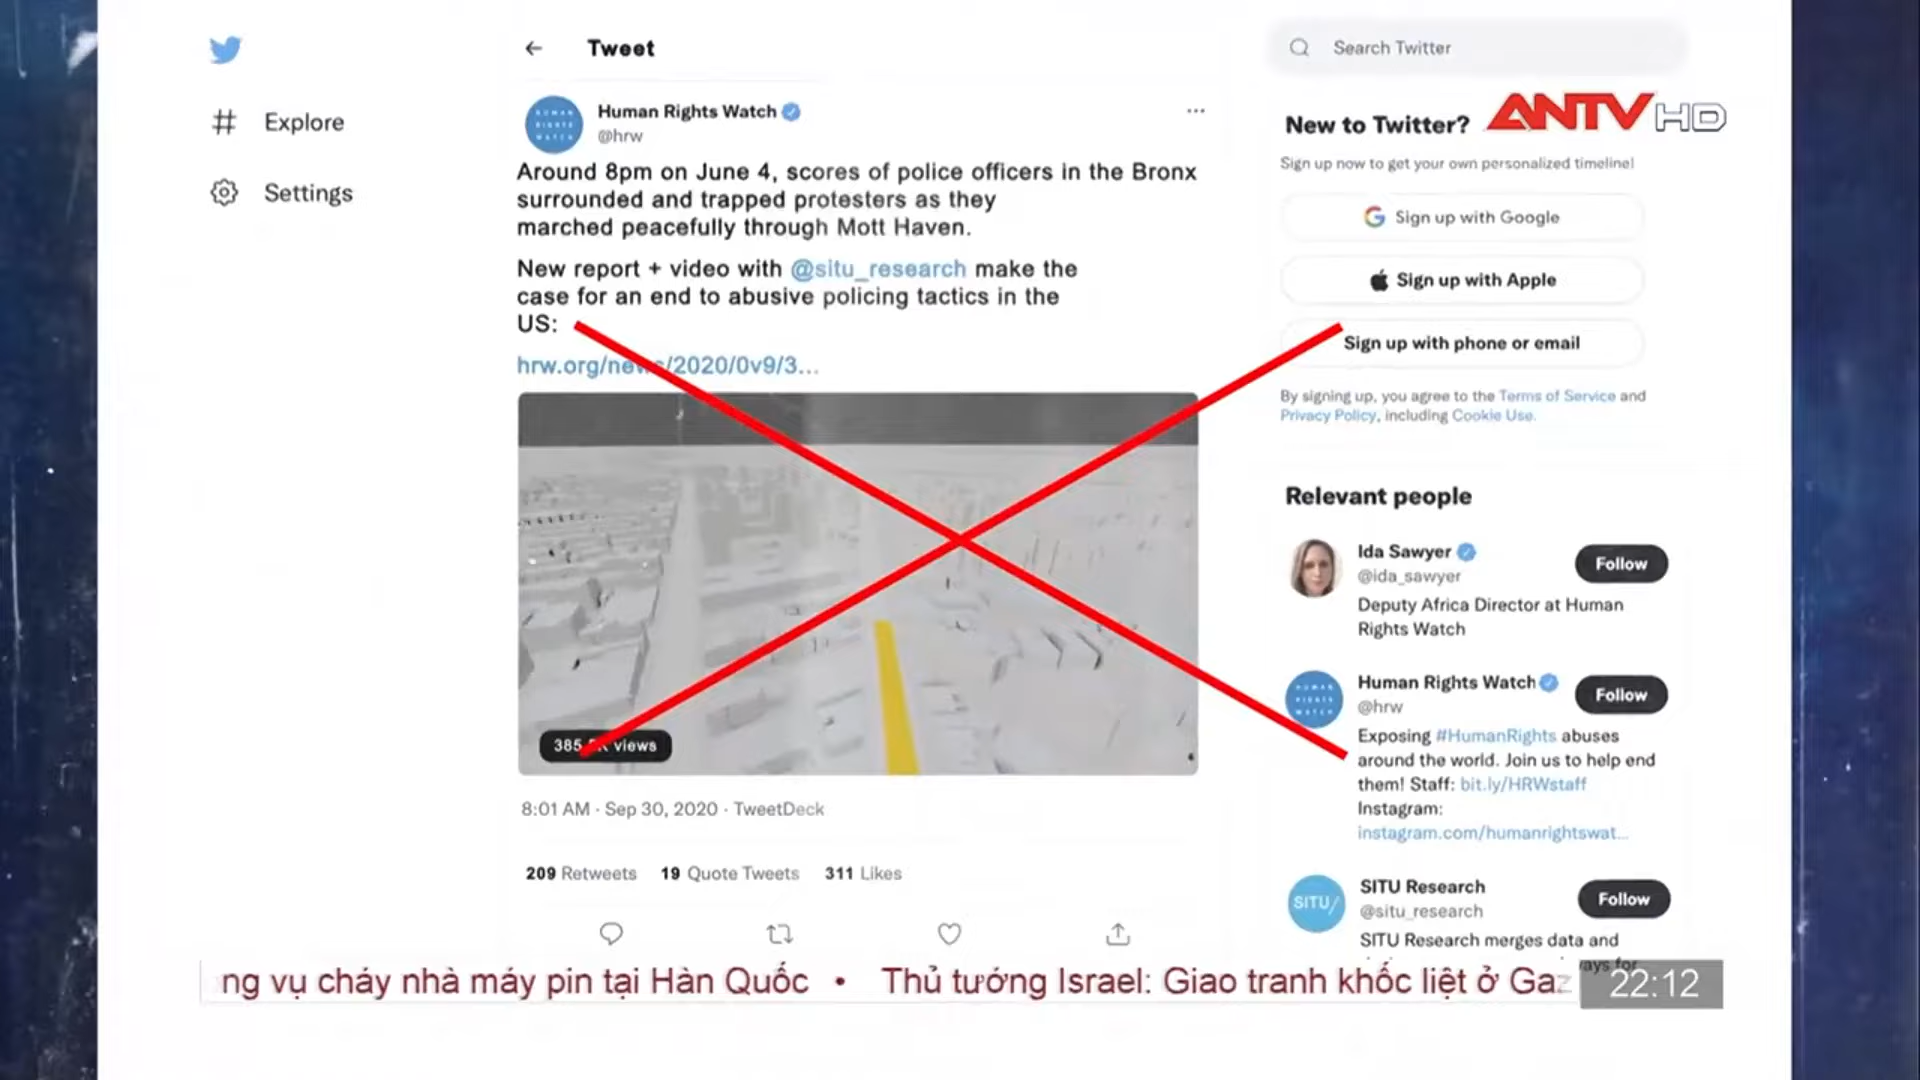 Tweet
Search Twitter
Explore
Settings
HUMAN
RIGHTS
WATCH
Human Rights Watch
@hrw
Around 8pm on June 4, scores of police officers in the Bronx
surrounded and trapped protesters as they
marched peacefully through Mott Haven.
New report + video with @situ_research make the
case for an end to abusive policing tactics in the
US:
hrw.org/news/2020/0v9/3...
views
8:01 AM · Sep 30, 2020 · TweetDeck
209 Retweets 19 Quote Tweets 311 Likes
ANTV HD
New to Twitter?
Sign up now to get your own personalized timeline!
Sign up with Google
Sign up with Apple
Sign up with phone or email
By signing up, you agree to the Terms of Service and
Privacy Policy, including Cookie Use.
Relevant people
Ida Sawyer
@ida_sawyer
Follow
Deputy Africa Director at Human
Rights Watch
HUMAN
RIGHTS
WATCH
Human Rights Watch
@hrw
Follow
Exposing #HumanRights abuses
around the world. Join us to help end
them! Staff: bit.ly/HRWstaff
Instagram:
instagram.com/humanrightswat...
SITU/
SITU Research
@situ_research
Follow
SITU Research merges data and
ng vụ cháy nhà máy pin tại Hàn Quốc • Thủ tướng Israel: Giao tranh khốc liệt ở Gaz
22:12